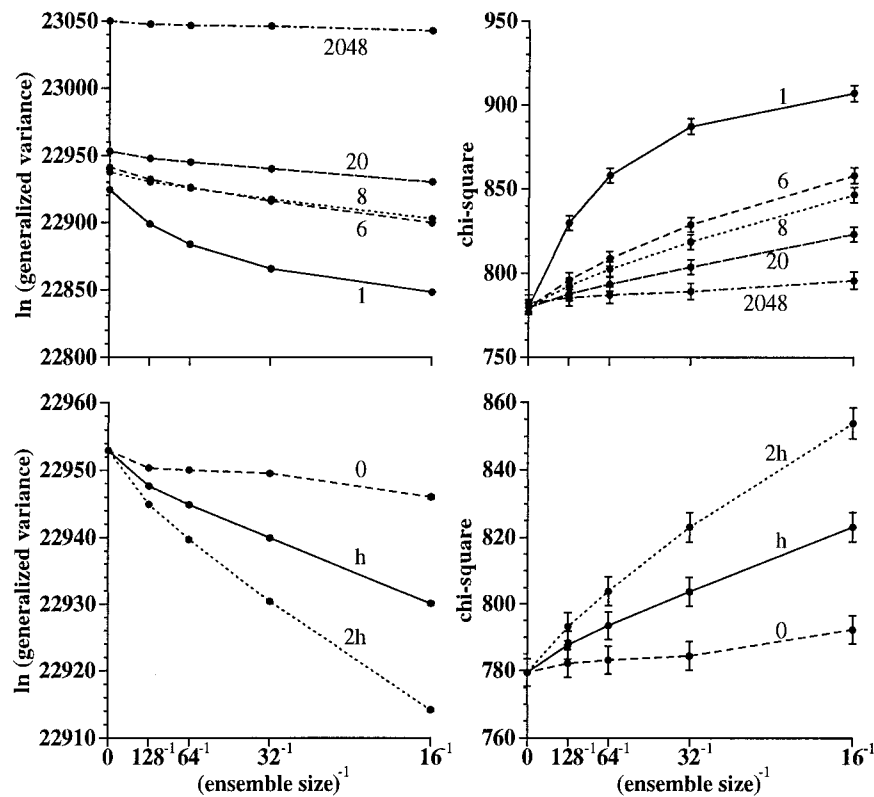 ln (generalized variance)
23050
23000
22950
22900
22850
22800
2048
20
8
6
1
chi-square
950
900
850
800
750
1
6
8
20
2048
ln (generalized variance)
22960
22950
22940
22930
22920
22910
0
h
2h
0 128⁻¹ 64⁻¹ 32⁻¹ 16⁻¹
(ensemble size)⁻¹
chi-square
860
840
820
800
780
760
2h
h
0
0 128⁻¹ 64⁻¹ 32⁻¹ 16⁻¹
(ensemble size)⁻¹